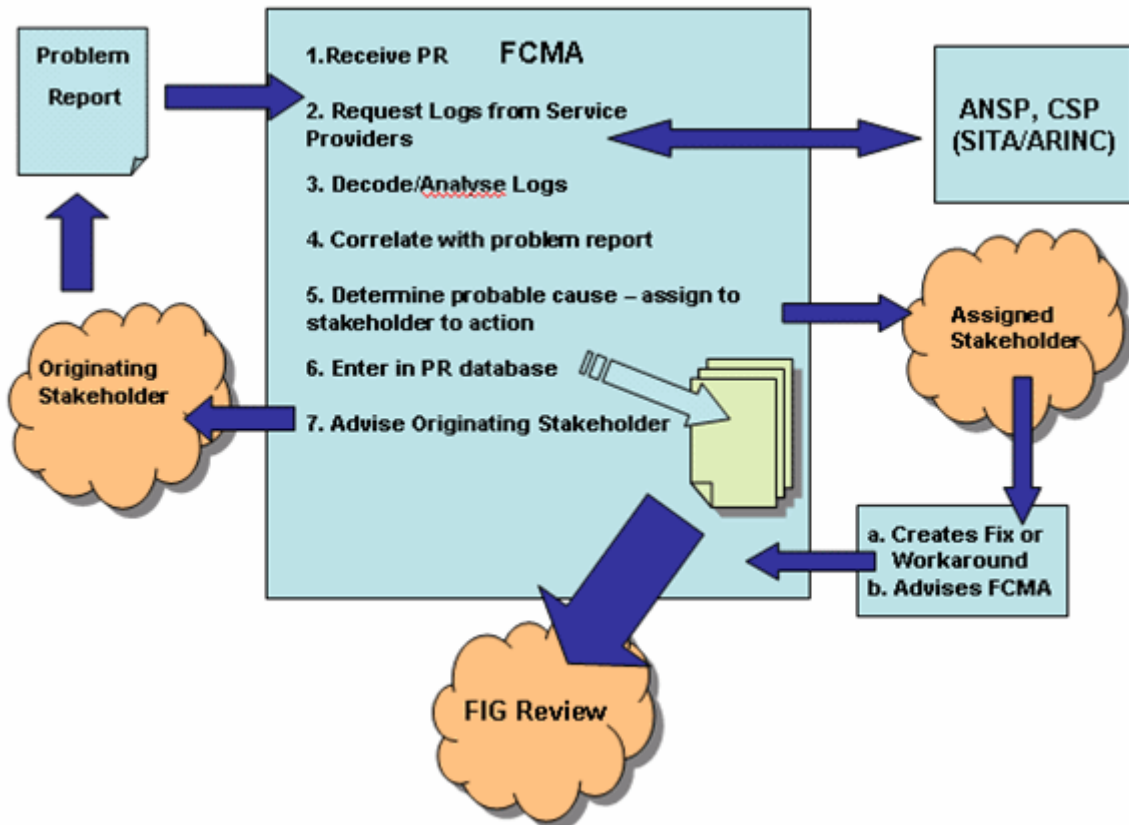 Problem
Report
1.Receive PR
FCMA
2. Request Logs from Service
Providers
3. Decode/Analyse Logs
4. Correlate with problem report
5. Determine probable cause – assign to
stakeholder to action
6. Enter in PR database
7. Advise Originating Stakeholder
ANSP, CSP
(SITA/ARINC)
Assigned
Stakeholder
a. Creates Fix or
Workaround
b. Advises FCMA
Originating
Stakeholder
FIG Review